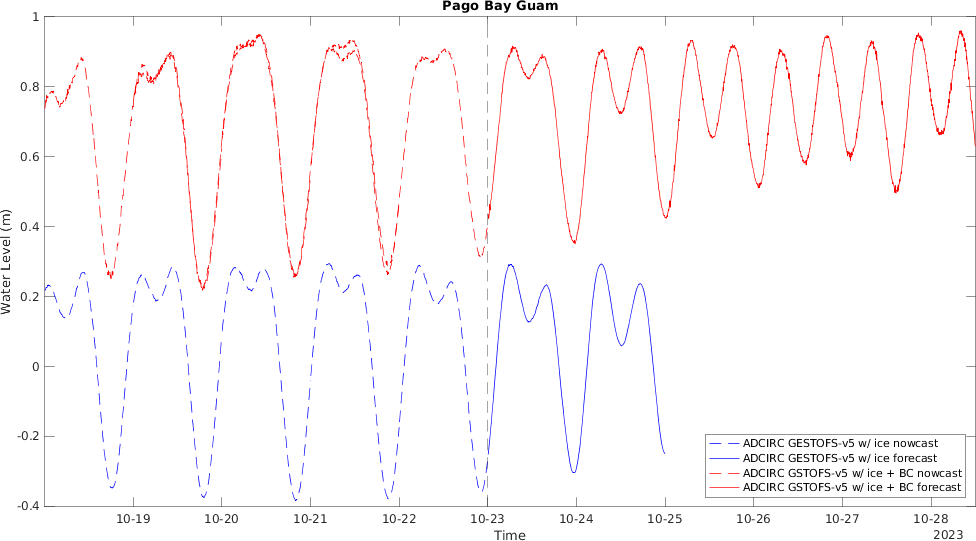 Pago Bay Guam
1
0.8
0.6
0.4
0.2
0
-0.2
-0.4
Water Level (m)
ADCIRC GESTOFS-v5 w/ ice nowcast
ADCIRC GESTOFS-v5 w/ ice forecast
ADCIRC GSTOFS-v5 w/ ice + BC nowcast
ADCIRC GSTOFS-v5 w/ ice + BC forecast
10-19 10-20 10-21 10-22 10-23 10-24 10-25 10-26 10-27 10-28
Time
2023